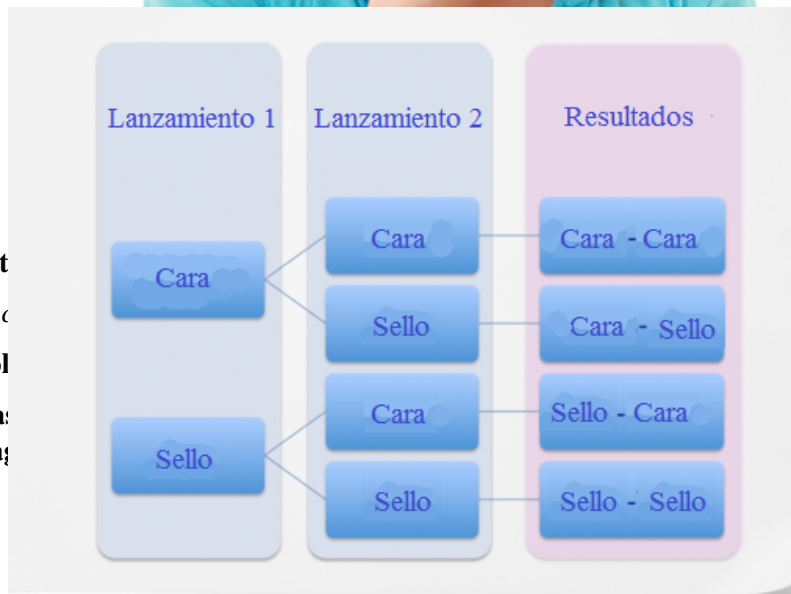 Lanzamiento 1
Lanzamiento 2
Resultados
Cara
Cara
Cara - Cara
Sello
Cara - Sello
Sello
Cara
Sello - Cara
Sello
Sello - Sello